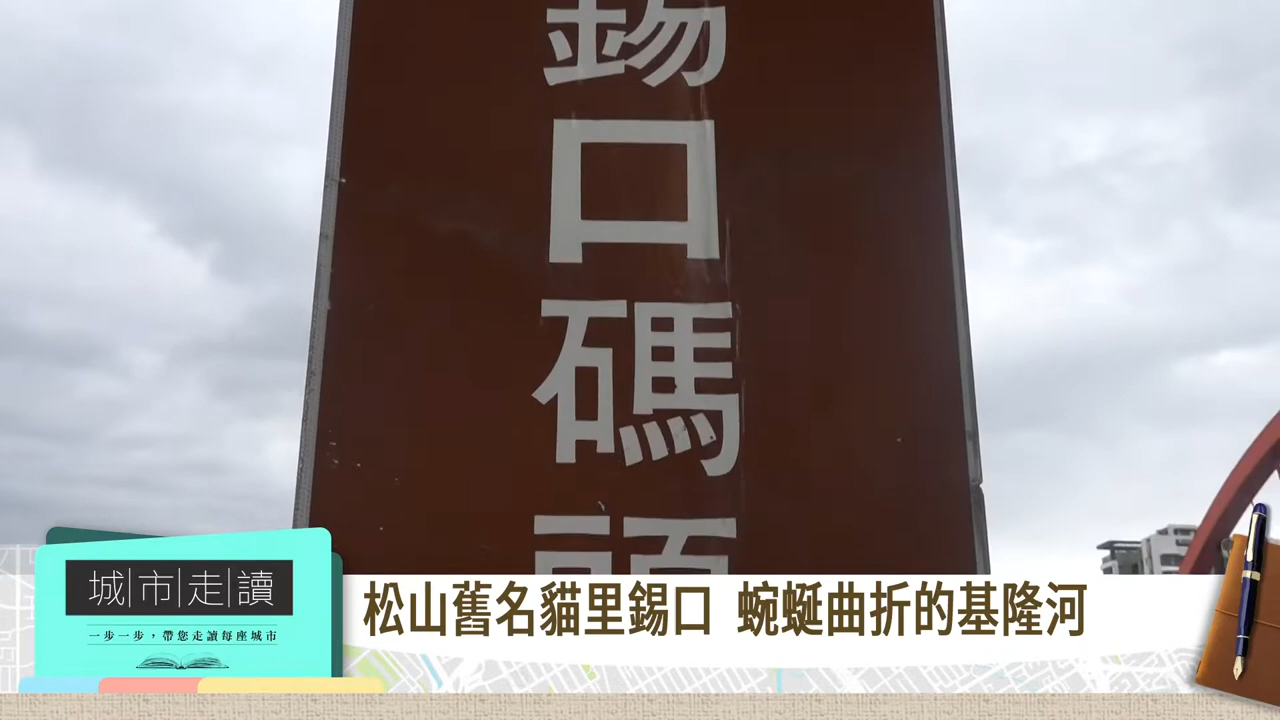 錫口碼頭
城市走讀
一步一步，帶您走讀每座城市
松山舊名貓里錫口 蜿蜒曲折的基隆河